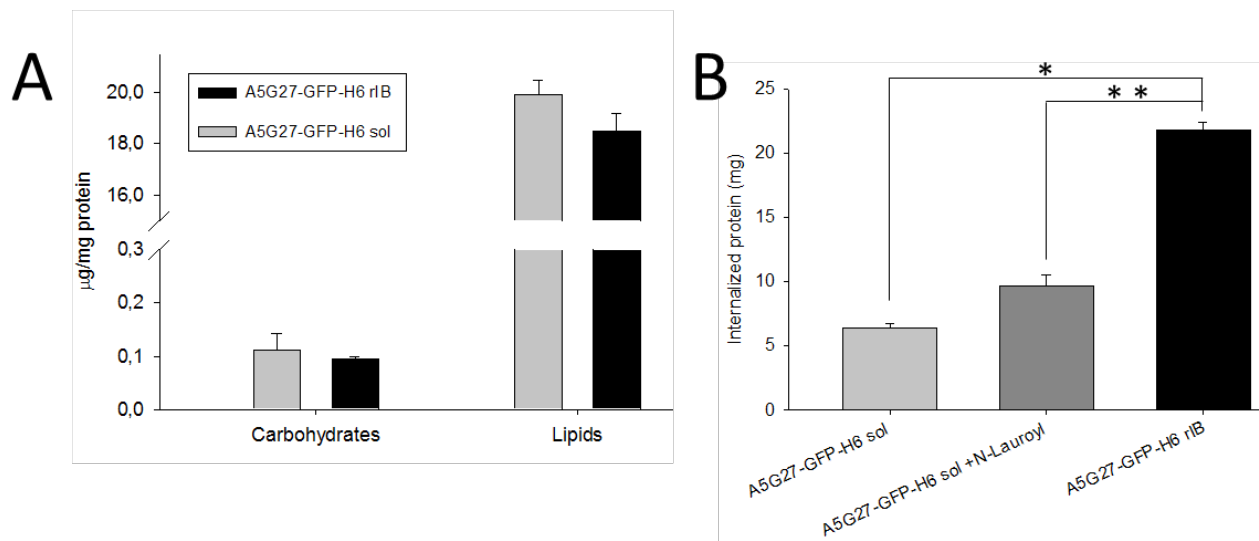 A
A5G27-GFP-H6 rIB
A5G27-GFP-H6 sol
μg/mg protein
20,0
18,0
16,0
0,3
0,2
0,1
0,0
Carbohydrates
Lipids
B
*
**
Internalized protein (mg)
25
20
15
10
5
0
A5G27-GFP-H6 sol
A5G27-GFP-H6 sol +N-Lauroyl
A5G27-GFP-H6 rIB